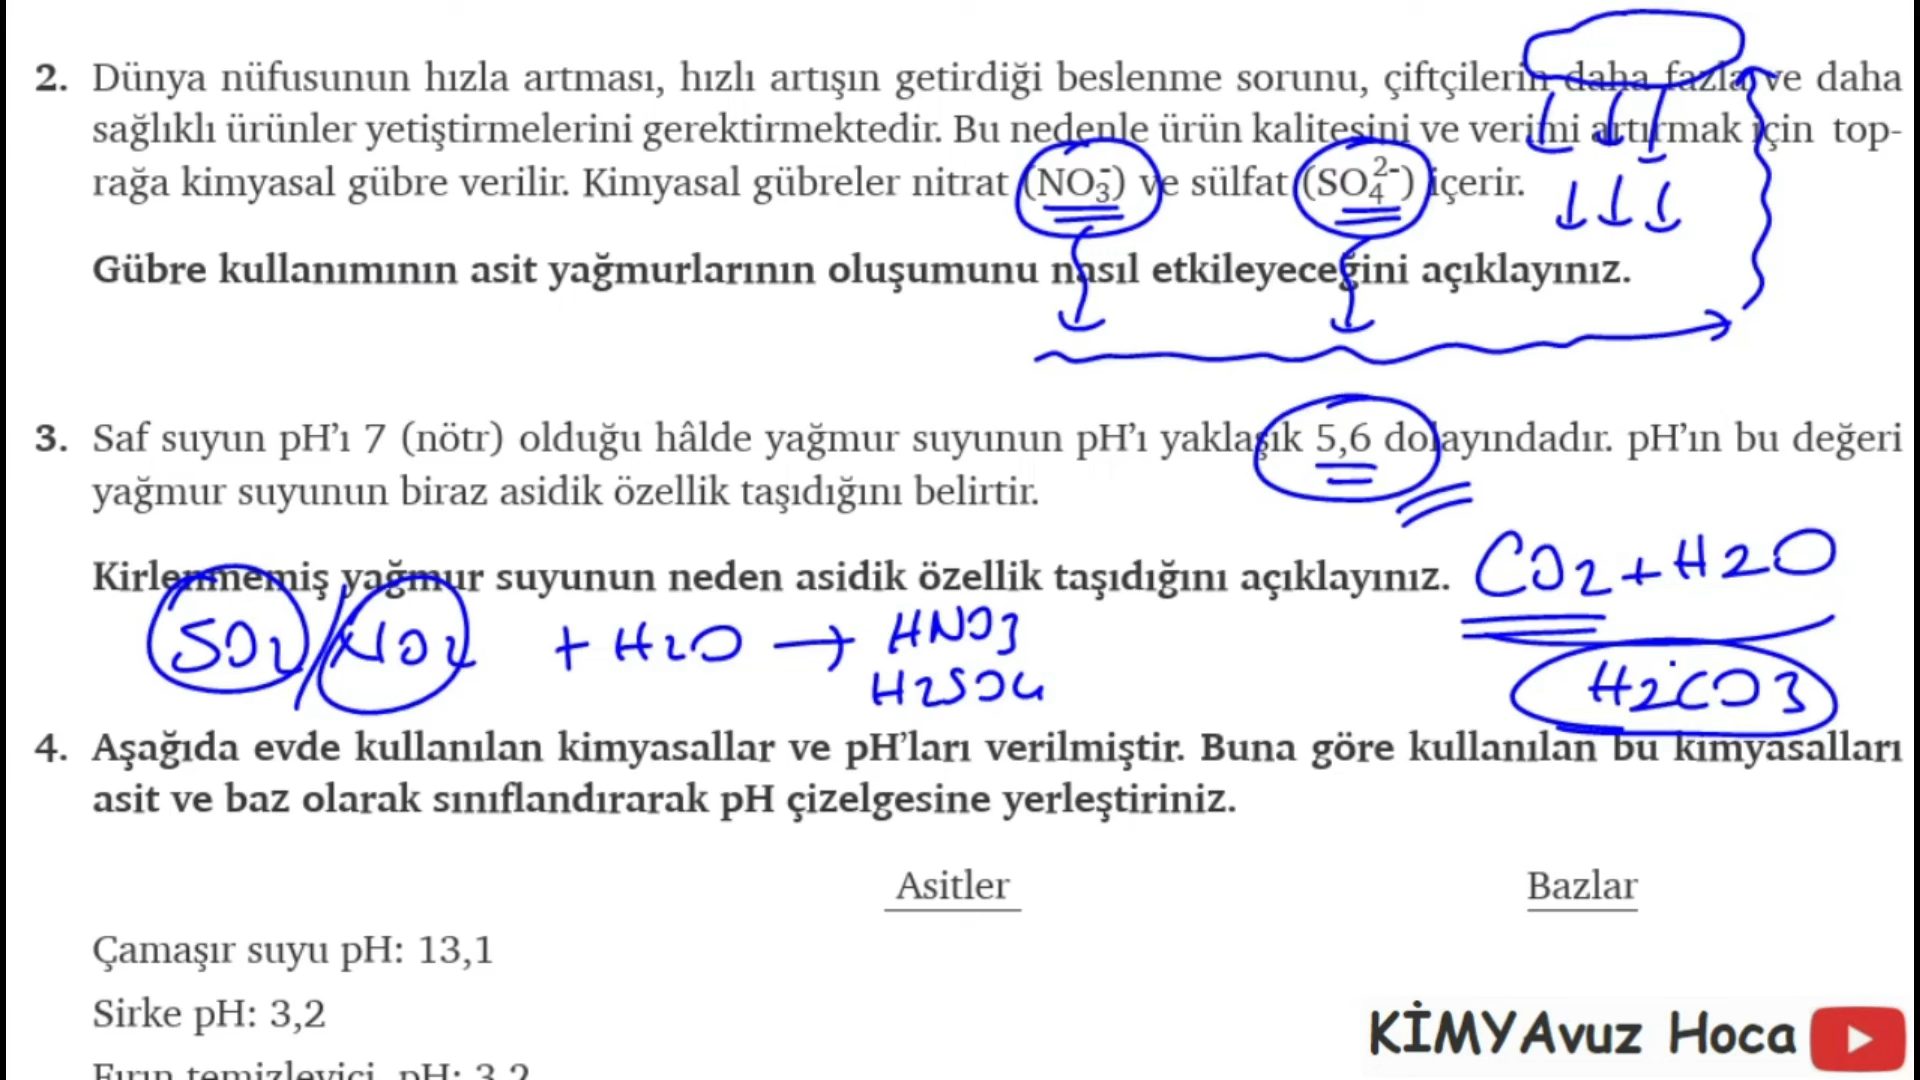 2. Dünya nüfusunun hızla artması, hızlı artışın getirdiği beslenme sorunu, çiftçilerin daha fazla ve daha
sağlıklı ürünler yetiştirmelerini gerektirmektedir. Bu nedenle ürün kalitesini ve verimi artırmak için top-
rağa kimyasal gübre verilir. Kimyasal gübreler nitrat (NO₃⁻) ve sülfat (SO₄²⁻) içerir.
Gübre kullanımının asit yağmurlarının oluşumunu nasıl etkileyeceğini açıklayınız.
3. Saf suyun pH’ı 7 (nötr) olduğu hâlde yağmur suyunun pH’ı yaklaşık 5,6 dolayındadır. pH’ın bu değeri
yağmur suyunun biraz asidik özellik taşıdığını belirtir.
Kirlenmemiş yağmur suyunun neden asidik özellik taşıdığını açıklayınız.
CO2+H2O
SO2/NO2 + H2O → HNO3
H2SO4
H2CO3
4. Aşağıda evde kullanılan kimyasallar ve pH’ları verilmiştir. Buna göre kullanılan bu kimyasalları
asit ve baz olarak sınıflandırarak pH çizelgesine yerleştiriniz.
Asitler Bazlar
Çamaşır suyu pH: 13,1
Sirke pH: 3,2
Fırın temizleyici pH: 3,2
KİMYAvuz Hoca